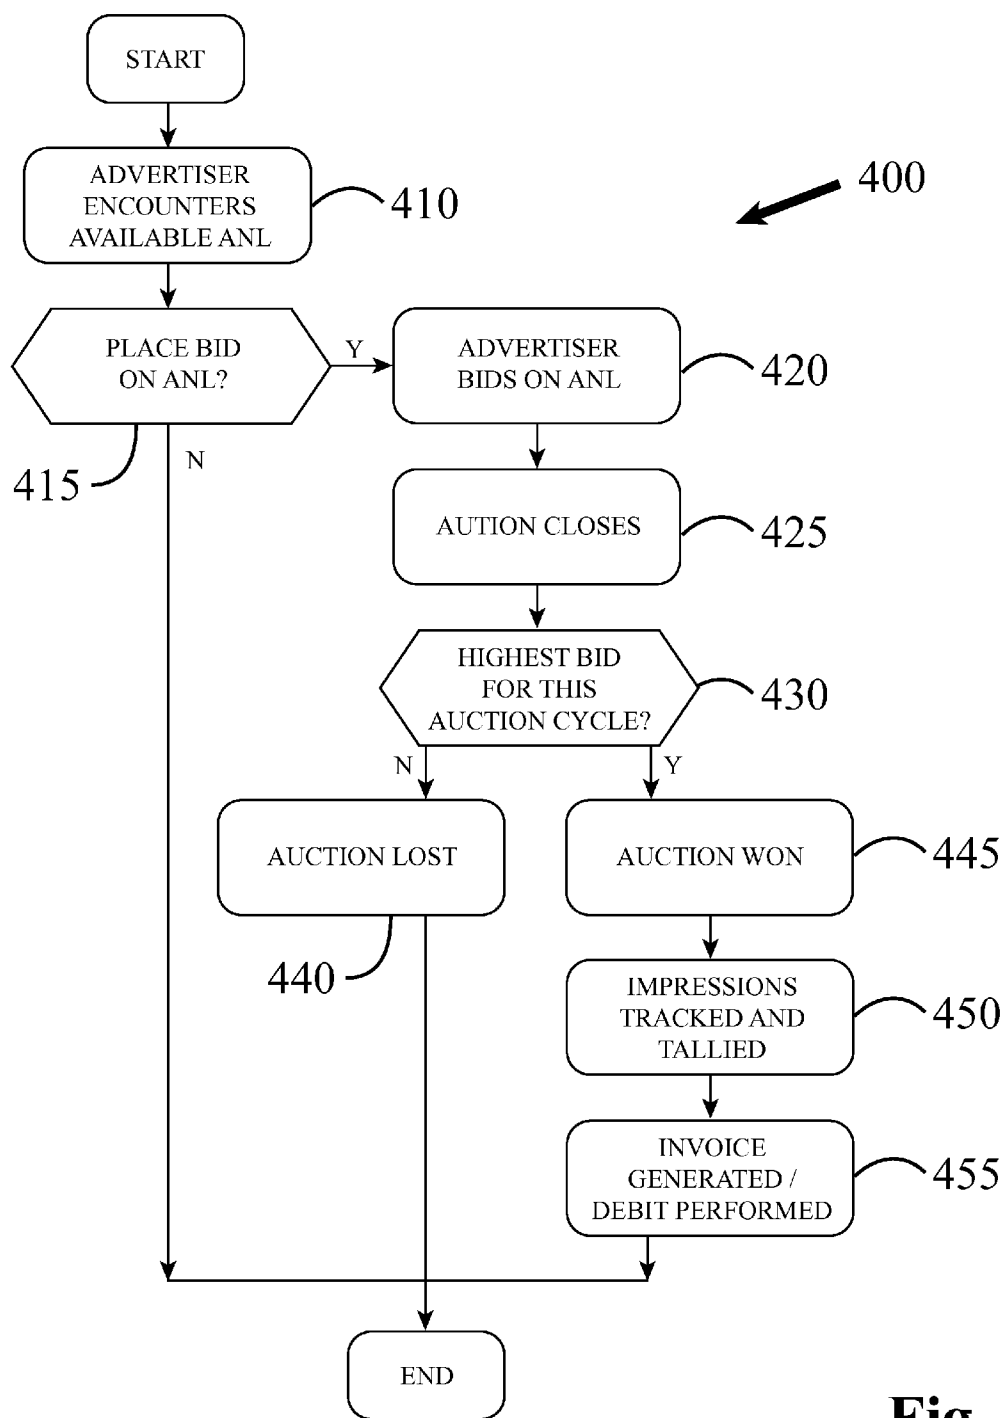 START
ADVERTISER
ENCOUNTERS
AVAILABLE ANL
410
400
PLACE BID
ON ANL?
Y
ADVERTISER
BIDS ON ANL
420
415
N
AUTION CLOSES
425
HIGHEST BID
FOR THIS
AUCTION CYCLE?
430
N
Y
AUCTION LOST
AUCTION WON
445
440
IMPRESSIONS
TRACKED AND
TALLIED
450
INVOICE
GENERATED /
DEBIT PERFORMED
455
END
Fig